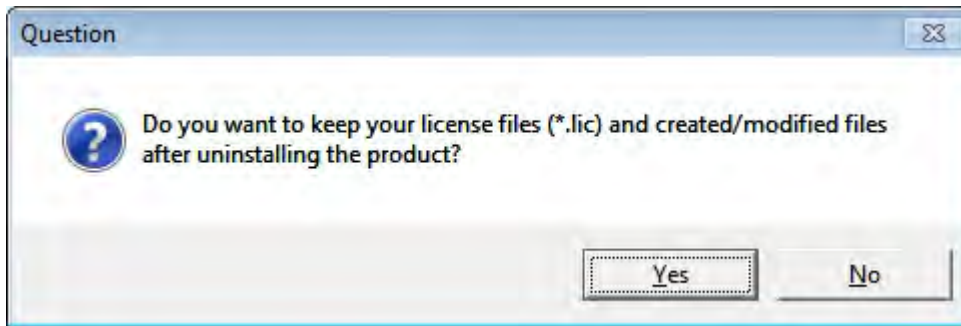 Question
Do you want to keep your license files (*.lic) and created/modified files
after uninstalling the product?
Yes
No